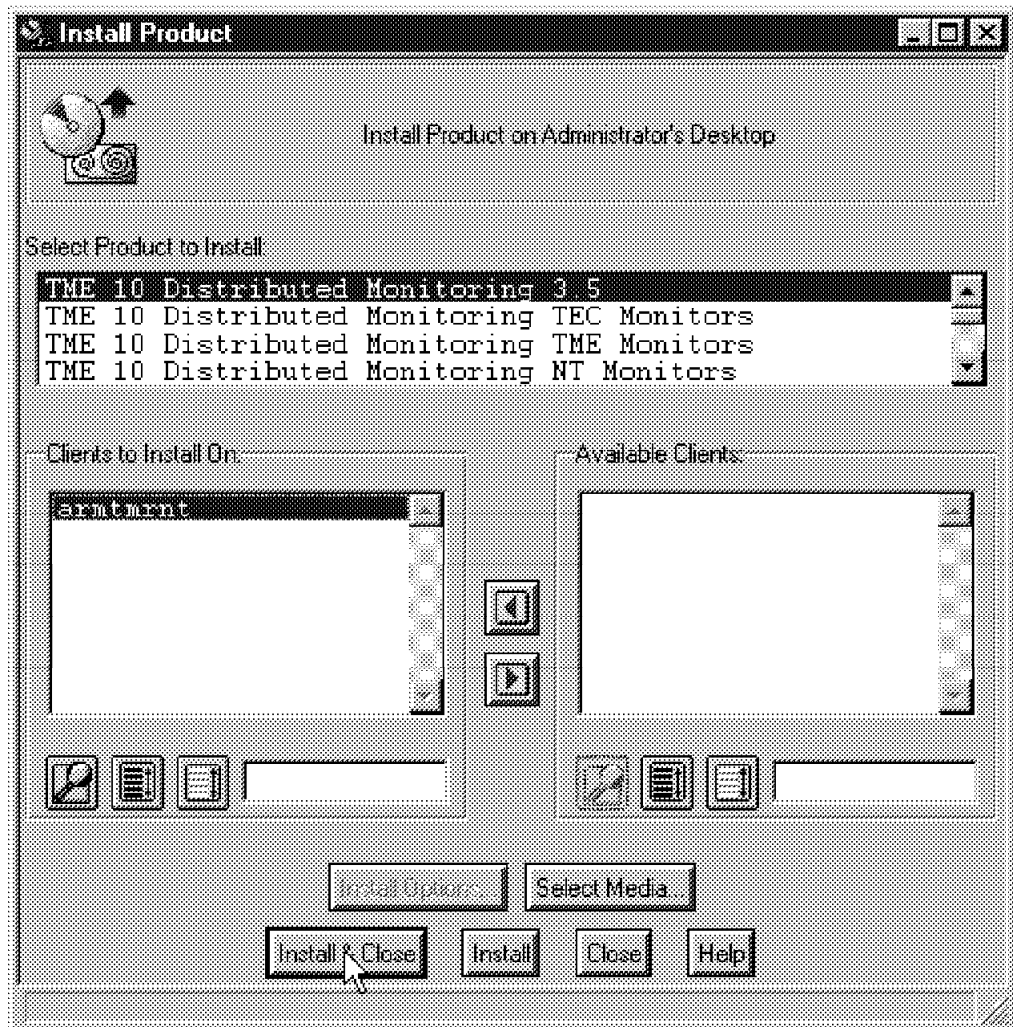 Install Product
Install Product on Administrator's Desktop
Select Product to Install:
TME 10 Distributed Monitoring 3.5
TME 10 Distributed Monitoring TEC Monitors
TME 10 Distributed Monitoring TME Monitors
TME 10 Distributed Monitoring NT Monitors
Clients to Install On:
Available Clients:
armtmrnt
Install Options...
Select Media...
Install & Close
Install
Close
Help